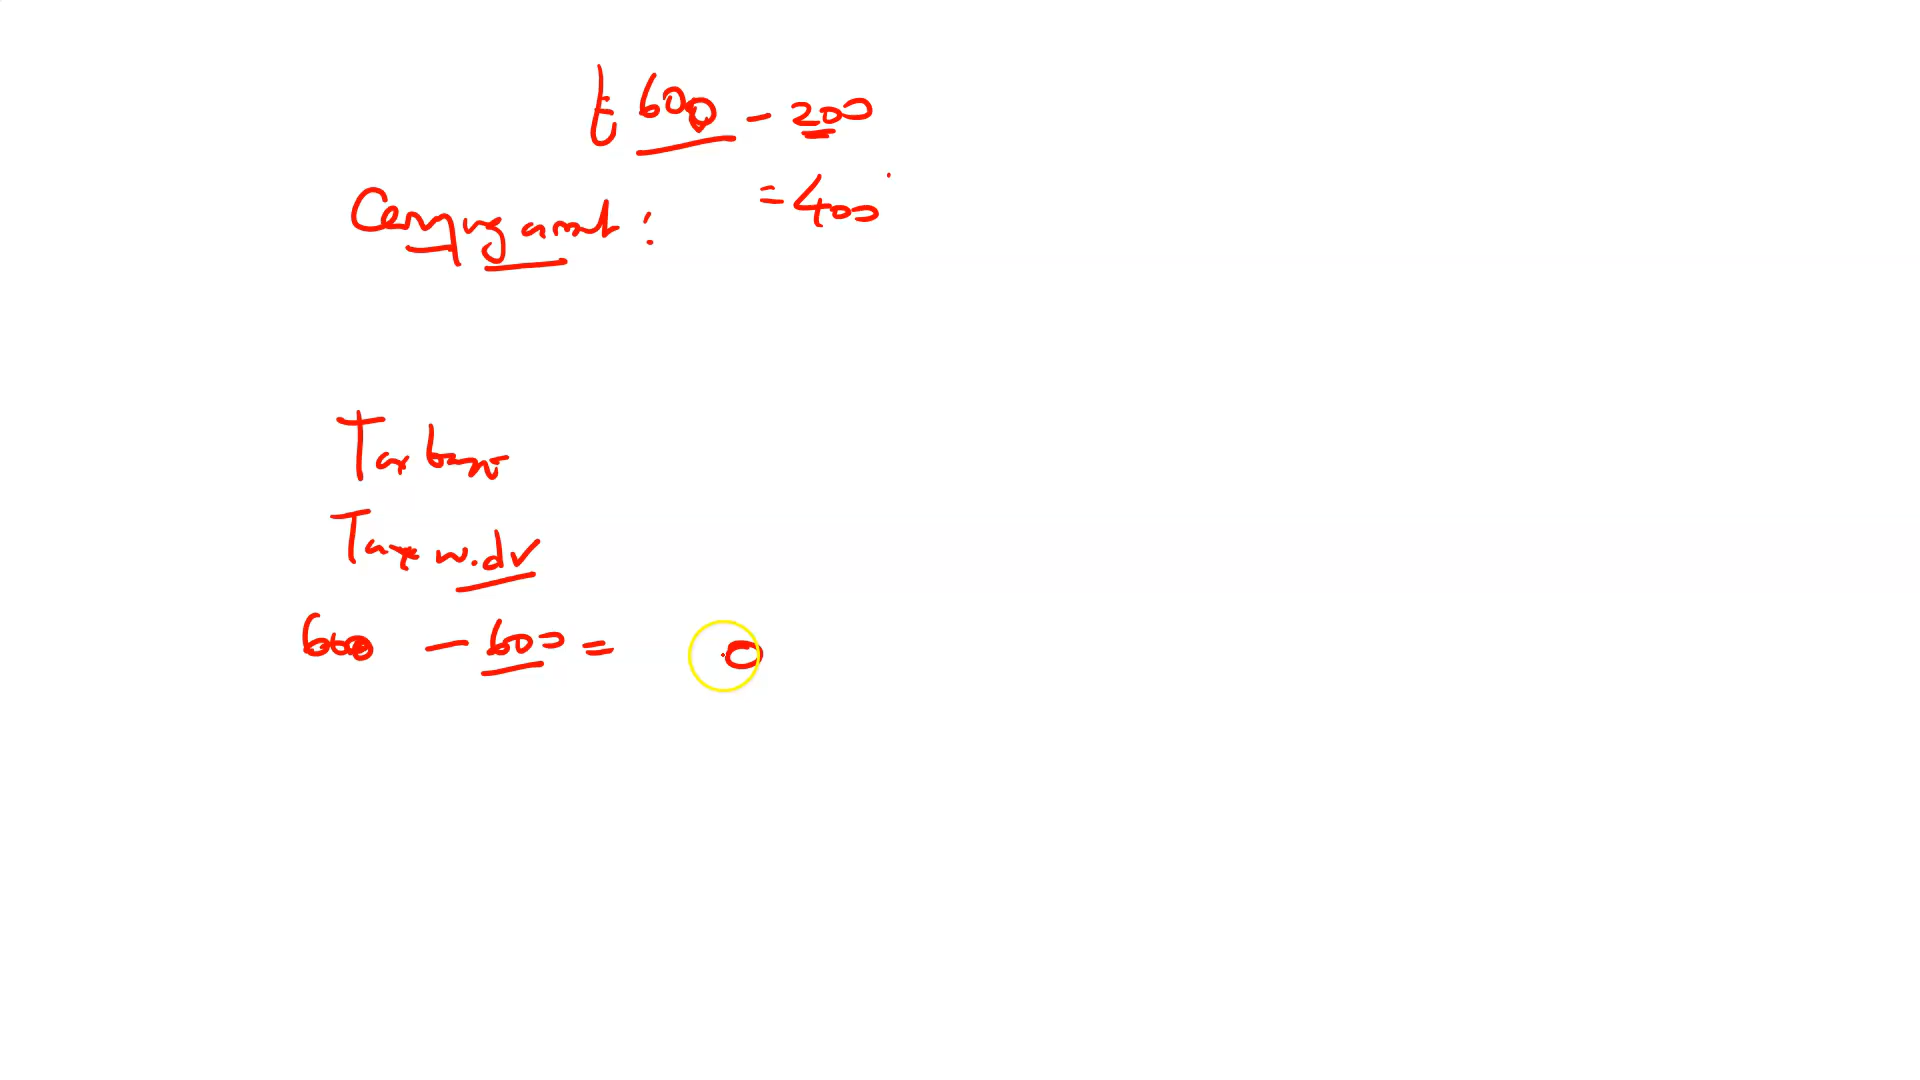 £ 600 - 200
= 400
Carrying amt :
Tax base
Tax w.dv
600 - 600 = 0